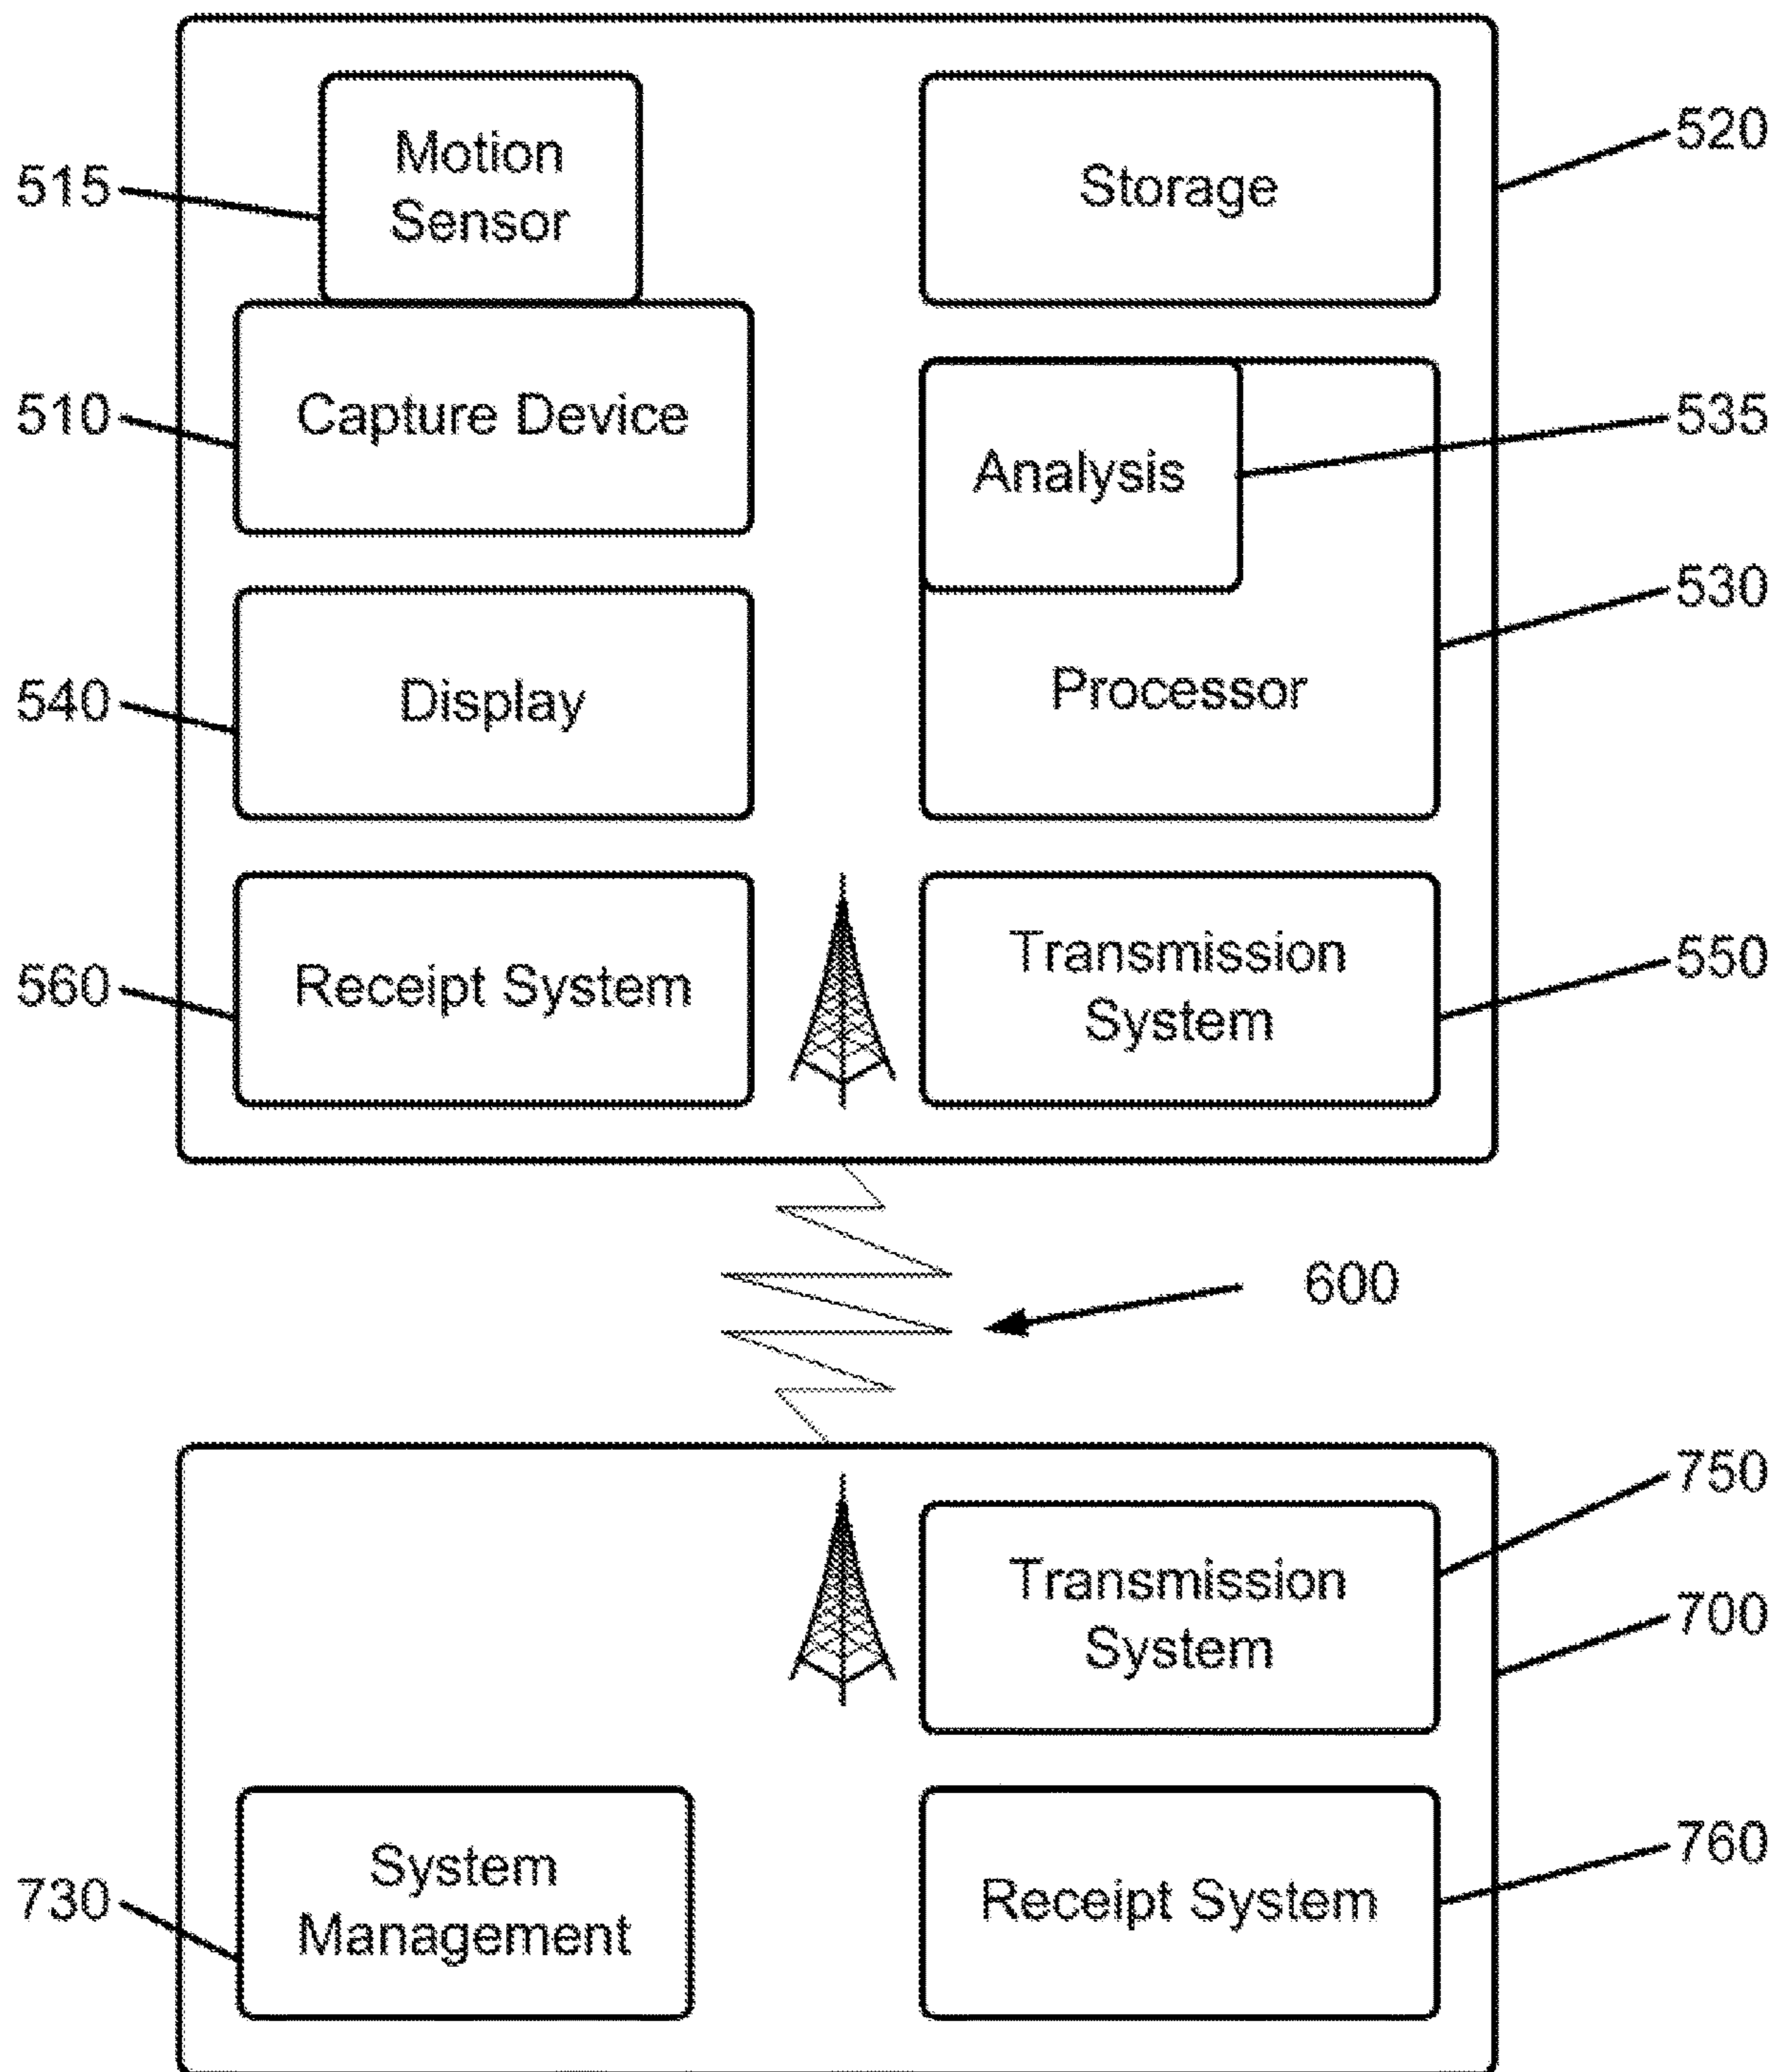 Motion
Sensor
515
Storage
520
Capture Device
510
Analysis
535
Processor
530
Display
540
Receipt System
560
Transmission
System
550
600
Transmission
System
750
700
System
Management
730
Receipt System
760